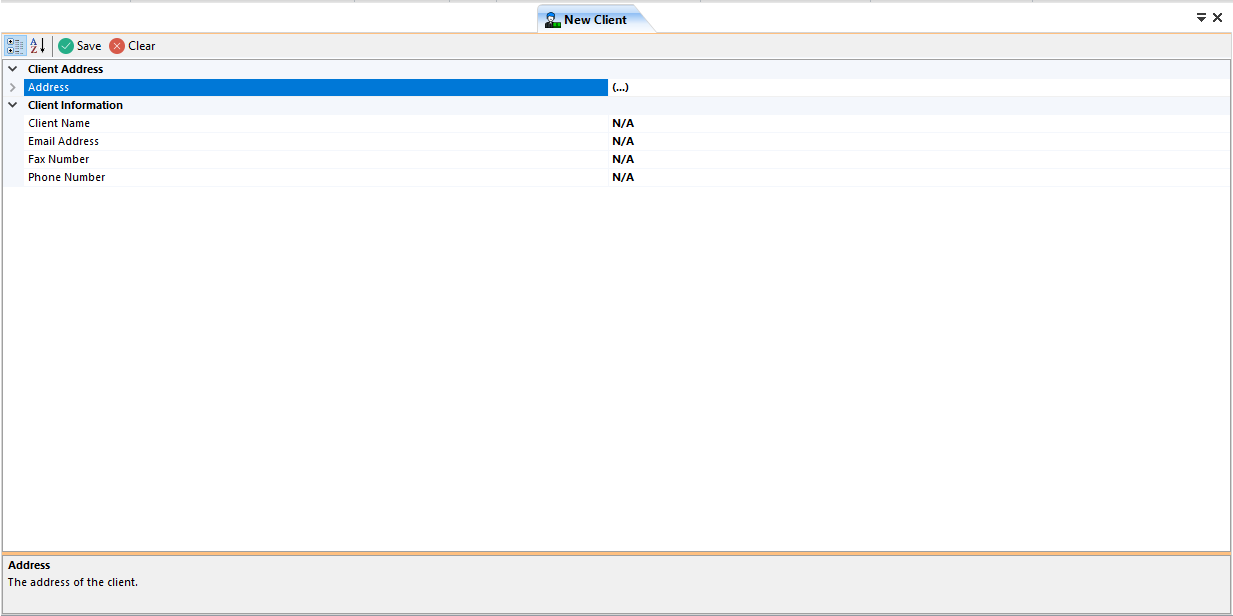 New Client
Save Clear
Client Address
Address (...)
Client Information
Client Name N/A
Email Address N/A
Fax Number N/A
Phone Number N/A
Address
The address of the client.